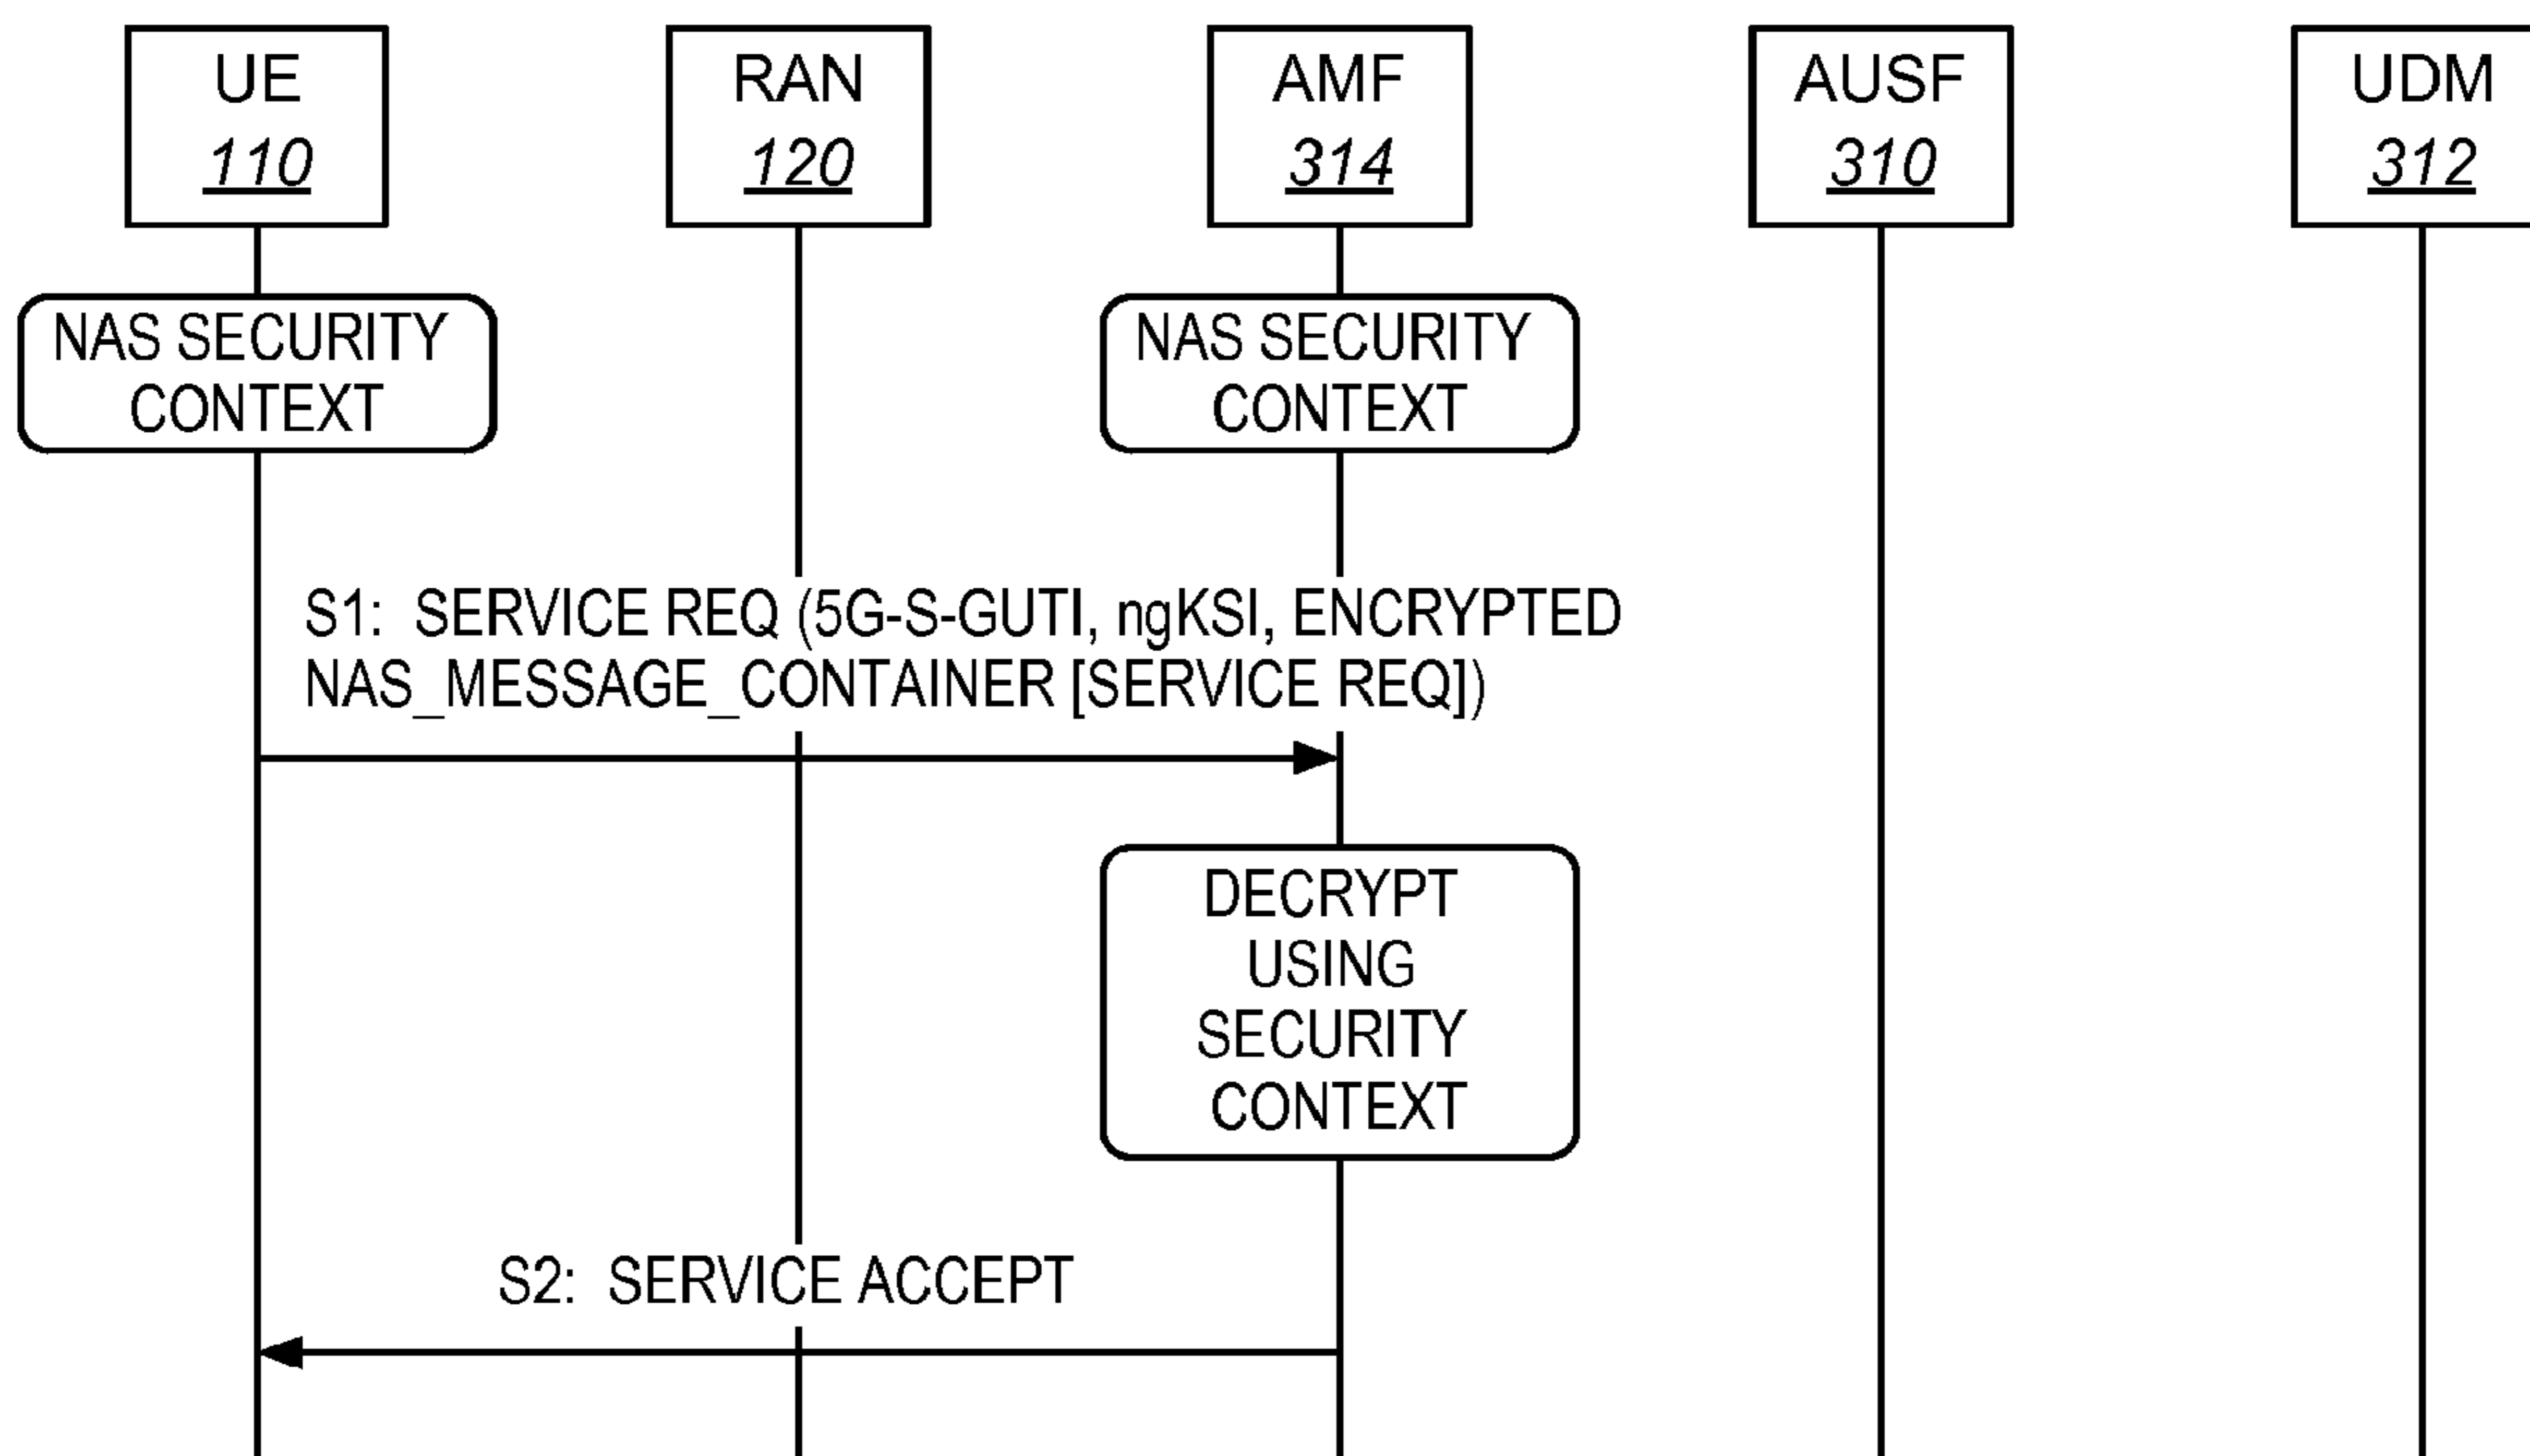 UE
110
RAN
120
AMF
314
AUSF
310
UDM
312
NAS SECURITY
CONTEXT
NAS SECURITY
CONTEXT
S1: SERVICE REQ (5G-S-GUTI, ngKSI, ENCRYPTED
NAS_MESSAGE_CONTAINER [SERVICE REQ])
DECRYPT
USING
SECURITY
CONTEXT
S2: SERVICE ACCEPT